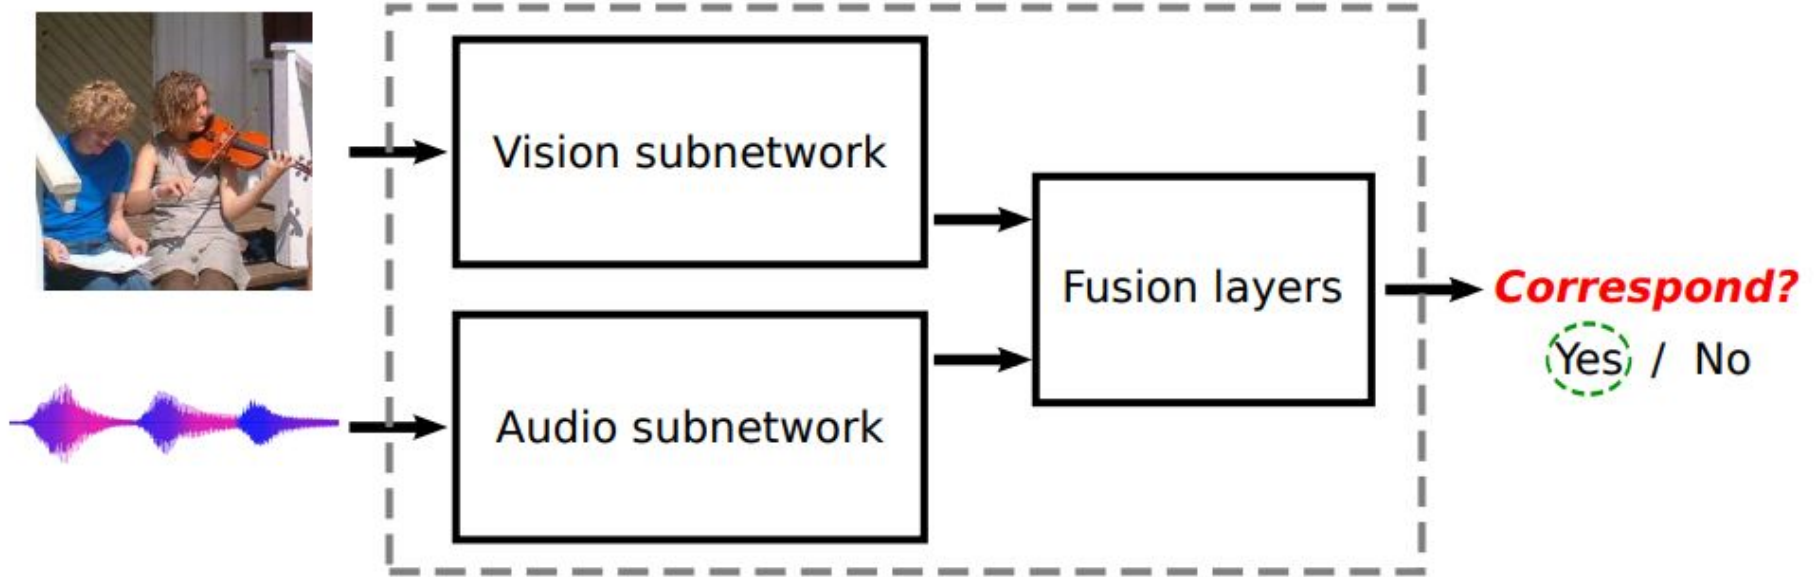 Vision subnetwork
Audio subnetwork
Fusion layers
Correspond?
Yes / No